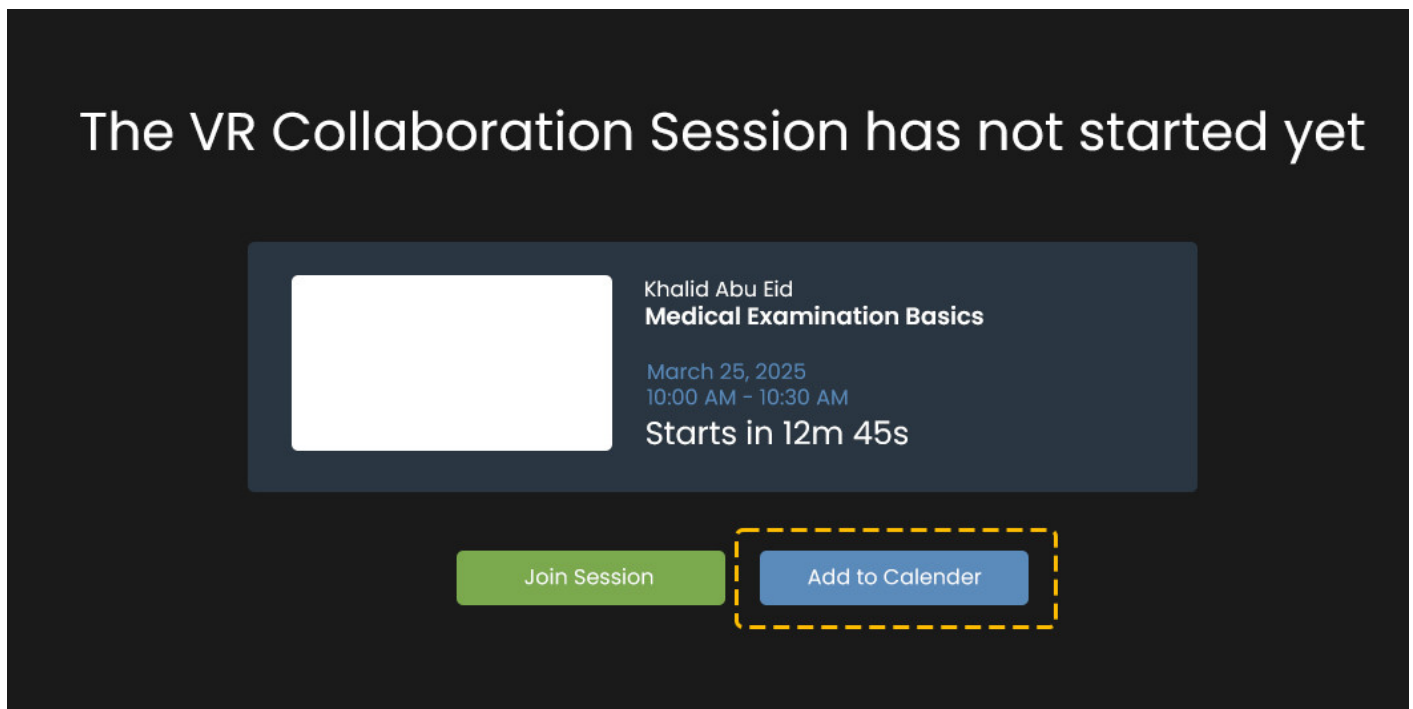 The VR Collaboration Session has not started yet
Khalid Abu Eid
Medical Examination Basics
March 25, 2025
10:00 AM - 10:30 AM
Starts in 12m 45s
Join Session
Add to Calender